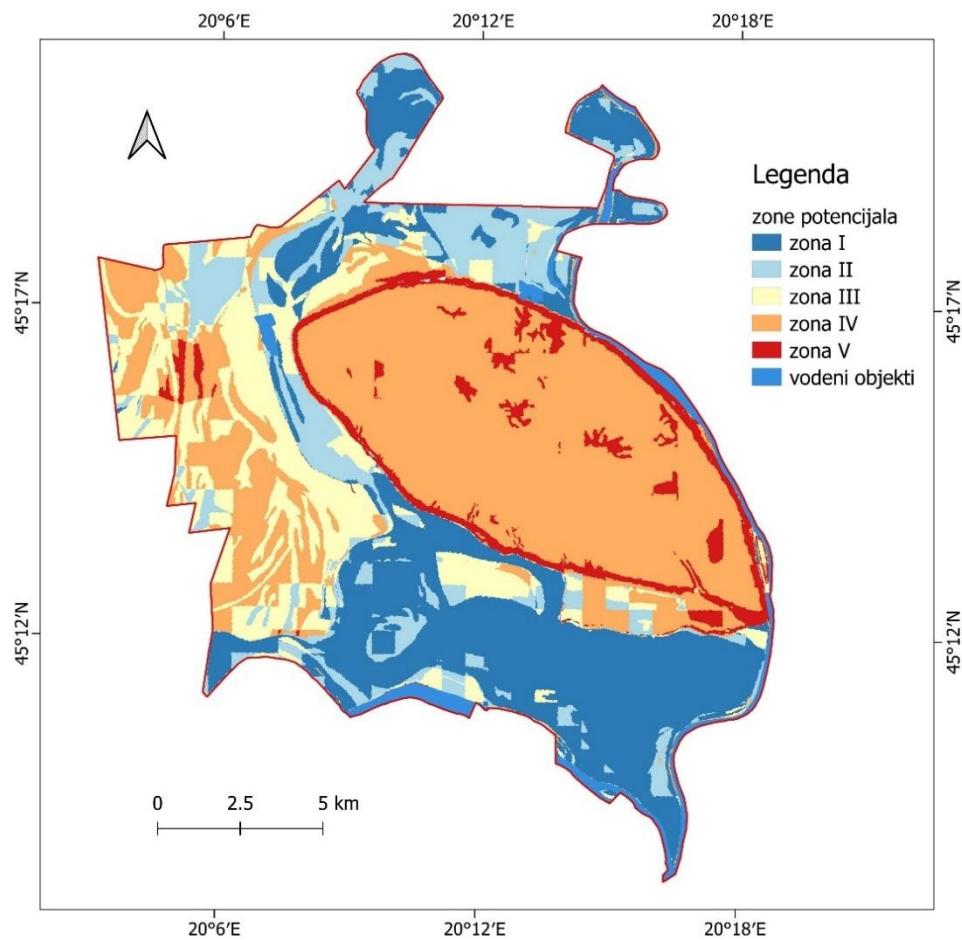 20°6′E 20°12′E 20°18′E
Legenda
zone potencijala
zona I
zona II
zona III
zona IV
zona V
vodeni objekti
45°17′N 45°17′N
45°12′N 45°12′N
0 2.5 5 km
20°6′E 20°12′E 20°18′E